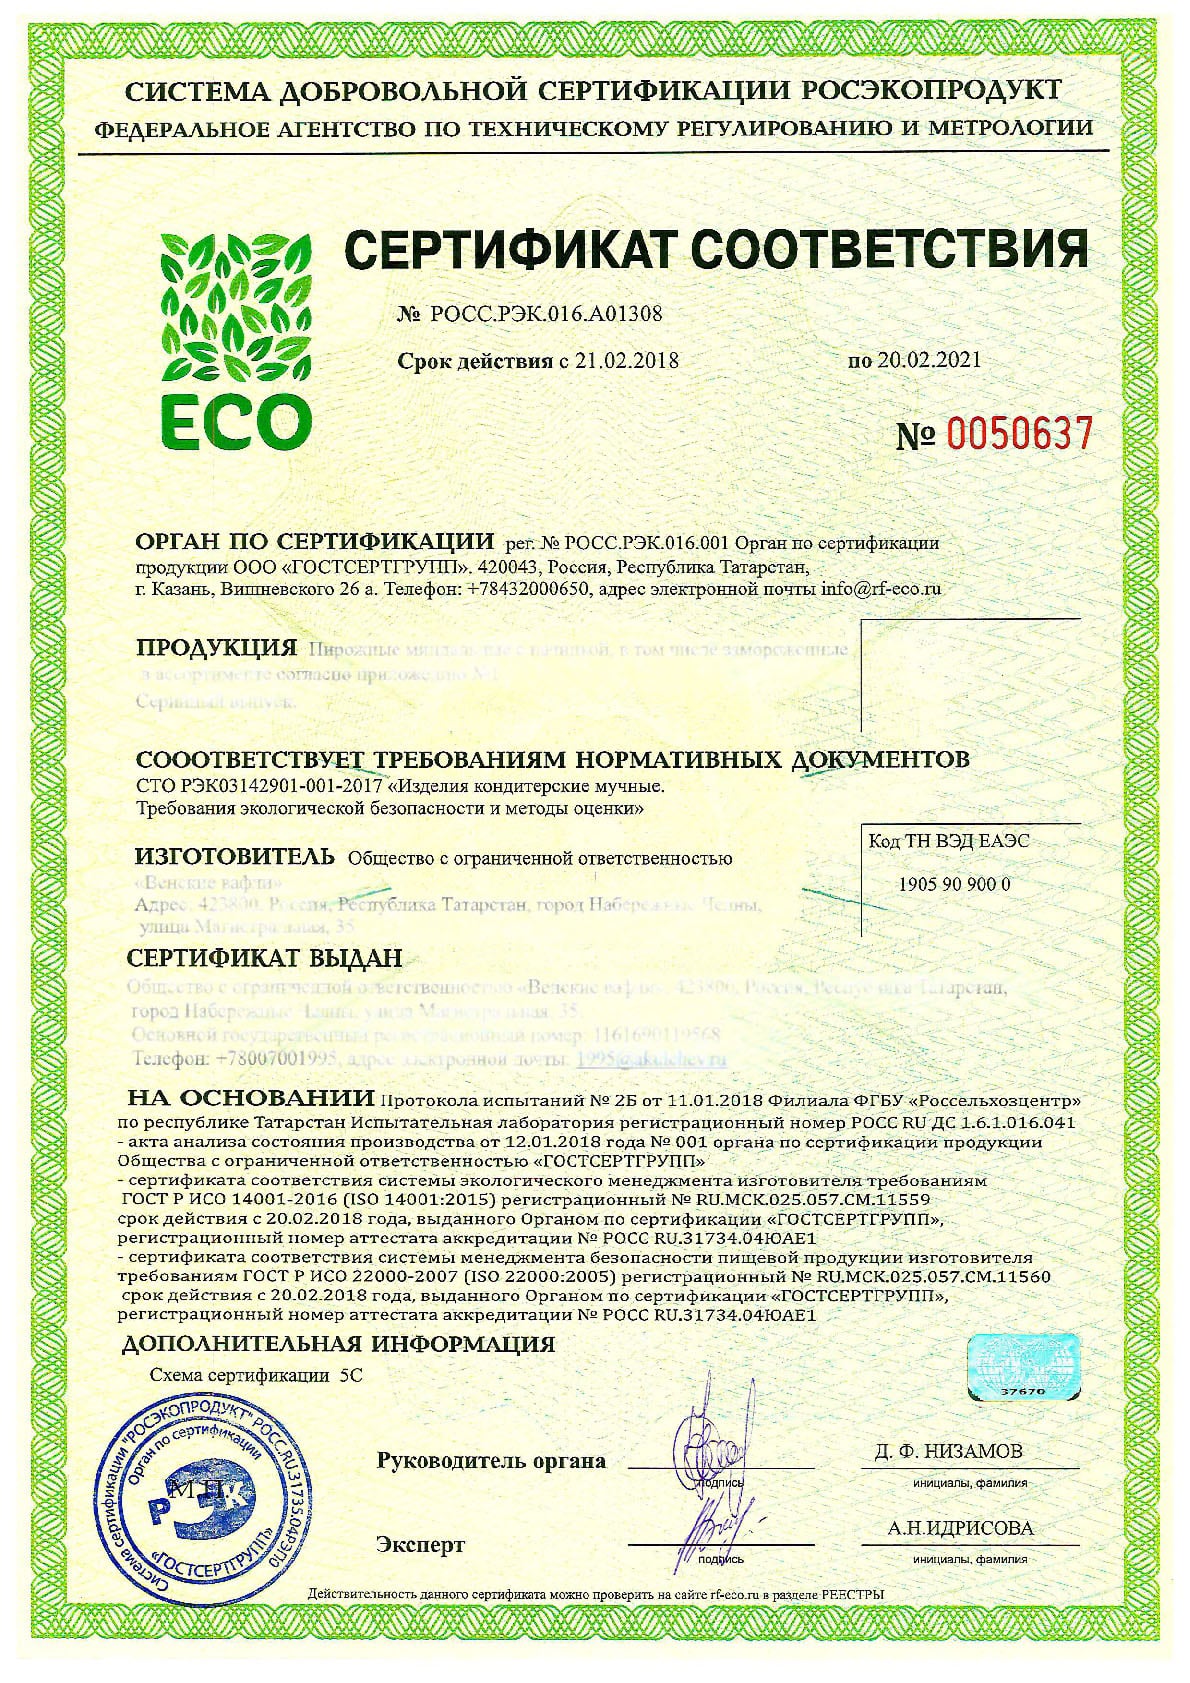 СИСТЕМА ДОБРОВОЛЬНОЙ СЕРТИФИКАЦИИ РОСЭКОПРОДУКТ
ФЕДЕРАЛЬНОЕ АГЕНТСТВО ПО ТЕХНИЧЕСКОМУ РЕГУЛИРОВАНИЮ И МЕТРОЛОГИИ
ECO
СЕРТИФИКАТ СООТВЕТСТВИЯ
№ РОСС.РЭК.016.А01308
Срок действия с 21.02.2018 по 20.02.2021
№ 0050637
ОРГАН ПО СЕРТИФИКАЦИИ рег. № РОСС.РЭК.016.001 Орган по сертификации
продукции ООО «ГОСТСЕРТГРУПП». 420043, Россия, Республика Татарстан,
г. Казань, Вишневского 26 а. Телефон: +78432000650, адрес электронной почты info@rf-eco.ru
ПРОДУКЦИЯ Пирожные с начинкой, в том числе замороженные
в ассортименте согласно приложению №1
Серийный выпуск.
СОООТВЕТСТВУЕТ ТРЕБОВАНИЯМ НОРМАТИВНЫХ ДОКУМЕНТОВ
СТО РЭК03142901-001-2017 «Изделия кондитерские мучные.
Требования экологической безопасности и методы оценки»
ИЗГОТОВИТЕЛЬ Общество с ограниченной ответственностью
«Венские вафли»
Адрес: 423800, Россия, Республика Татарстан, город Набережные Челны,
улица Магистральная, 35
Код ТН ВЭД ЕАЭС
1905 90 900 0
СЕРТИФИКАТ ВЫДАН
Общество с ограниченной ответственностью «Венские вафли», 423800, Россия, Республика Татарстан,
город Набережные Челны, улица Магистральная, 35.
Основной государственный регистрационный номер: 1161690119568
Телефон: +78007001995, адрес электронной почты: 1995@akulchev.ru
НА ОСНОВАНИИ Протокола испытаний № 2Б от 11.01.2018 Филиала ФГБУ «Россельхозцентр»
по республике Татарстан Испытательная лаборатория регистрационный номер РОСС RU ДС 1.6.1.016.041
- акта анализа состояния производства от 12.01.2018 года № 001 органа по сертификации продукции
Общества с ограниченной ответственностью «ГОСТСЕРТГРУПП»
- сертификата соответствия системы экологического менеджмента изготовителя требованиям
ГОСТ Р ИСО 14001-2016 (ISO 14001:2015) регистрационный № RU.МСК.025.057.СМ.11559
срок действия с 20.02.2018 года, выданного Органом по сертификации «ГОСТСЕРТГРУПП»,
регистрационный номер аттестата аккредитации № РОСС RU.31734.04ЮАЕ1
- сертификата соответствия системы менеджмента безопасности пищевой продукции изготовителя
требованиям ГОСТ Р ИСО 22000-2007 (ISO 22000:2005) регистрационный № RU.МСК.025.057.СМ.11560
срок действия с 20.02.2018 года, выданного Органом по сертификации «ГОСТСЕРТГРУПП»,
регистрационный номер аттестата аккредитации № РОСС RU.31734.04ЮАЕ1
ДОПОЛНИТЕЛЬНАЯ ИНФОРМАЦИЯ
Схема сертификации 5С
37670
Система сертификации "РОСЭКОПРОДУКТ" РОСС.RU.31735.04РЭП0
Орган по сертификации
«ГОСТСЕРТГРУПП»
РЭК
М.П.
Руководитель органа
подпись
Д. Ф. НИЗАМОВ
инициалы, фамилия
Эксперт
подпись
А.Н.ИДРИСОВА
инициалы, фамилия
Действительность данного сертификата можно проверить на сайте rf-eco.ru в разделе РЕЕСТРЫ